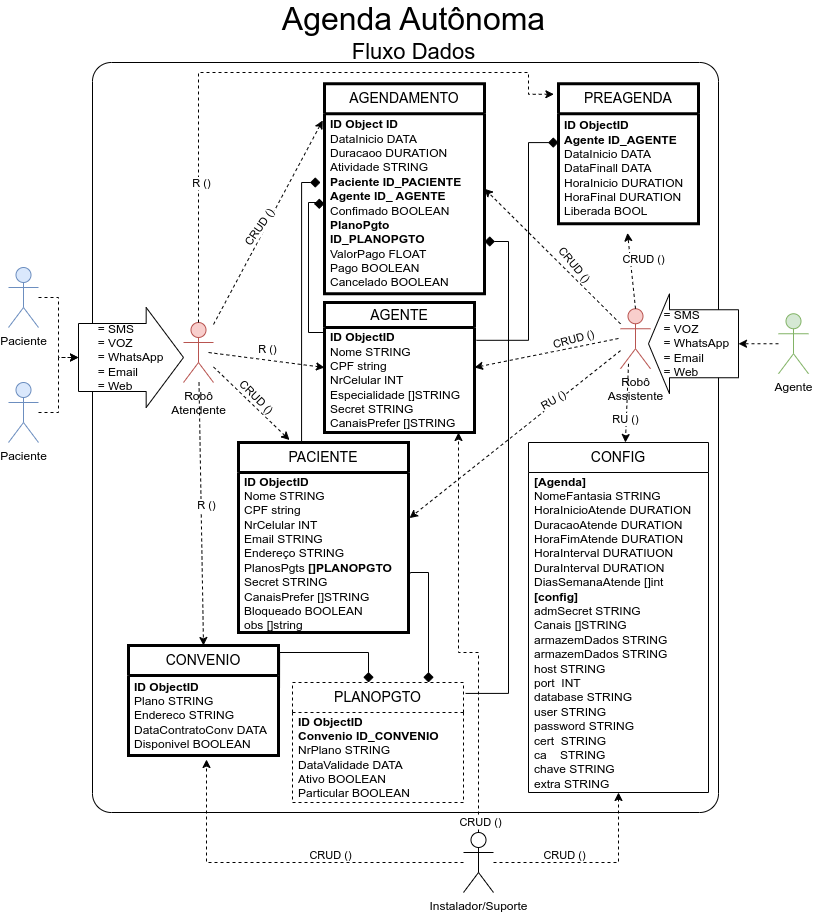 Agenda Autônoma
Fluxo Dados
AGENDAMENTO
ID Object ID
DataInicio DATA
Duracaoo DURATION
Atividade STRING
Paciente ID_PACIENTE
Agente ID_ AGENTE
Confimado BOOLEAN
PlanoPgto
ID_PLANOPGTO
ValorPago FLOAT
Pago BOOLEAN
Cancelado BOOLEAN
PREAGENDA
ID ObjectID
Agente ID_AGENTE
DataInicio DATA
DataFinall DATA
HoraInicio DURATION
HoraFinal DURATION
Liberada BOOL
R ()
CRUD ()
CRUD ()
CRUD ()
Paciente
Paciente
= SMS
= VOZ
= WhatsApp
= Email
= Web
Robô
Atendente
R ()
CRUD ()
R ()
AGENTE
ID ObjectID
Nome STRING
CPF string
NrCelular INT
Especialidade []STRING
Secret STRING
CanaisPrefer []STRING
CRUD ()
RU ()
RU ()
Robô
Assistente
= SMS
= VOZ
= WhatsApp
= Email
= Web
Agente
PACIENTE
ID ObjectID
Nome STRING
CPF string
NrCelular INT
Email STRING
Endereço STRING
PlanosPgts []PLANOPGTO
Secret STRING
CanaisPrefer []STRING
Bloqueado BOOLEAN
obs []string
CONFIG
[Agenda]
NomeFantasia STRING
HoraInicioAtende DURATION
DuracaoAtende DURATION
HoraFimAtende DURATION
HoraInterval DURATIUON
DuraInterval DURATION
DiasSemanaAtende []int
[config]
admSecret STRING
Canais []STRING
armazemDados STRING
armazemDados STRING
host STRING
port INT
database STRING
user STRING
password STRING
cert STRING
ca STRING
chave STRING
extra STRING
CONVENIO
ID ObjectID
Plano STRING
Endereco STRING
DataContratoConv DATA
Disponivel BOOLEAN
PLANOPGTO
ID ObjectID
Convenio ID_CONVENIO
NrPlano STRING
DataValidade DATA
Ativo BOOLEAN
Particular BOOLEAN
CRUD ()
CRUD ()
CRUD ()
Instalador/Suporte